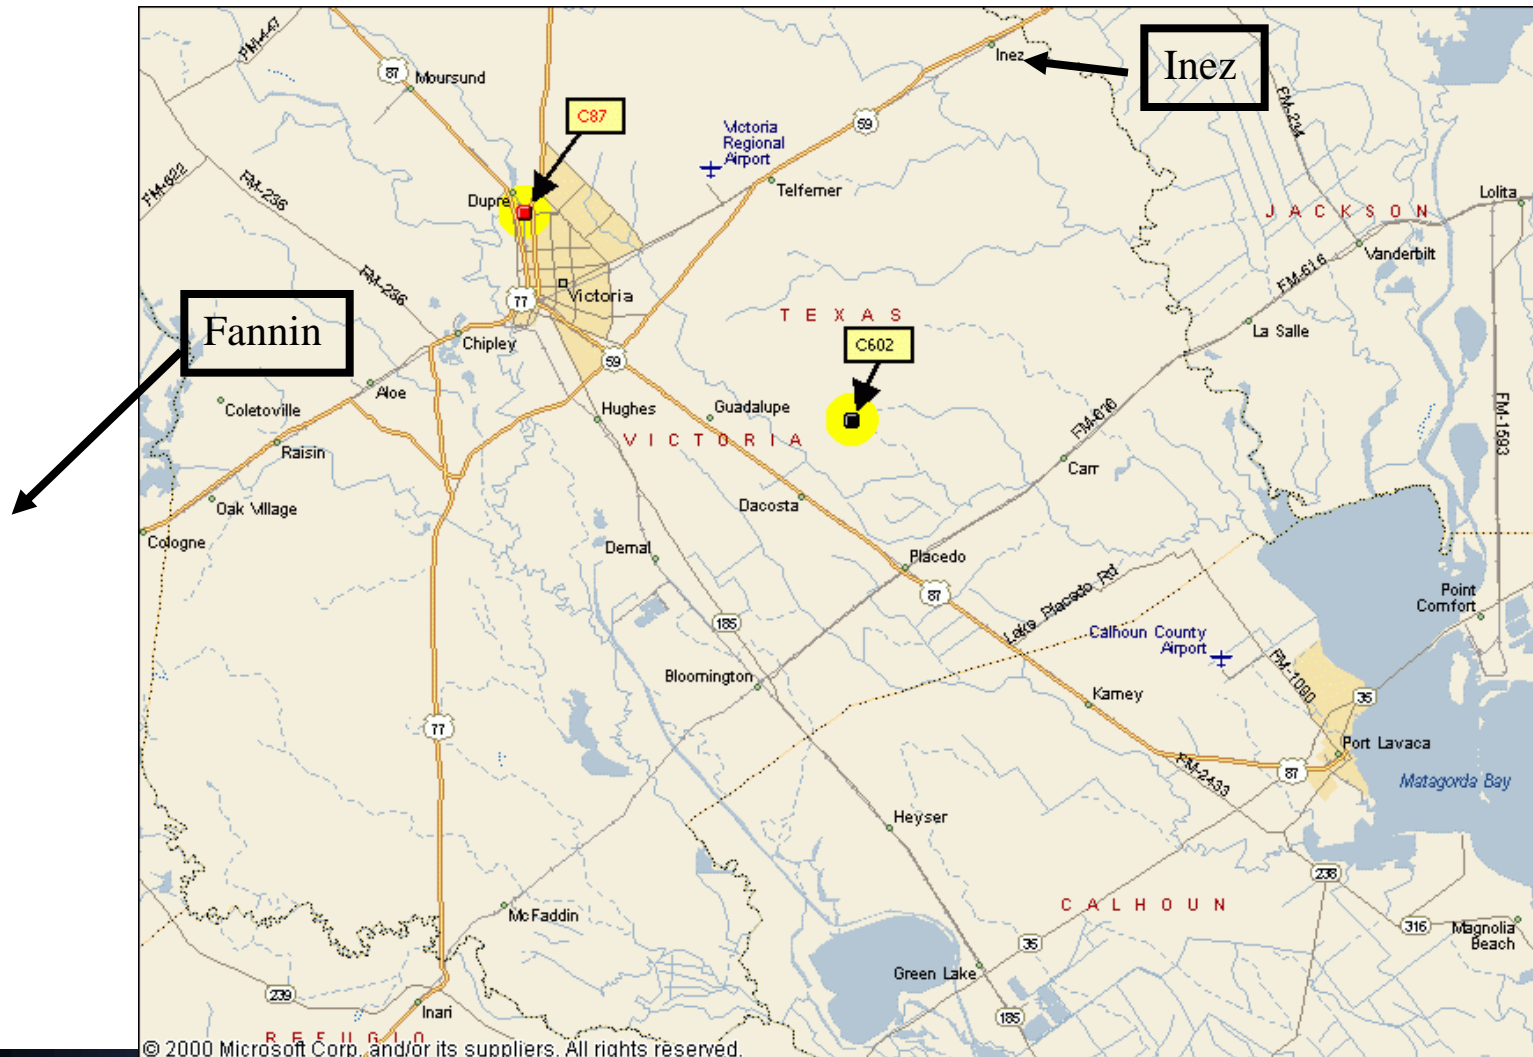 FM-447
87
Moursund
Inez
Inez
C87
59
Victoria
Regional
Airport
FM-234
FM-622
FM-236
Dupre
Telferner
Lolita
JACKSON
Vanderbilt
FM-616
FM-236
77
Victoria
TEXAS
Fannin
Chipley
C602
La Salle
59
Aloe
Coletoville
Hughes
Guadalupe
VICTORIA
FM-616
FM-1593
Raisin
Carr
Oak Village
Dacosta
Cologne
Dernal
Placedo
87
Lake Placedo Rd
Point
Comfort
185
Calhoun County
Airport
FM-1090
Bloomington
Kamey
35
77
Port Lavaca
FM-2433
87
Matagorda Bay
Heyser
238
CALHOUN
McFaddin
316
Magnolia
Beach
35
Green Lake
239
Inari
185
REFUGIO
© 2000 Microsoft Corp. and/or its suppliers. All rights reserved.